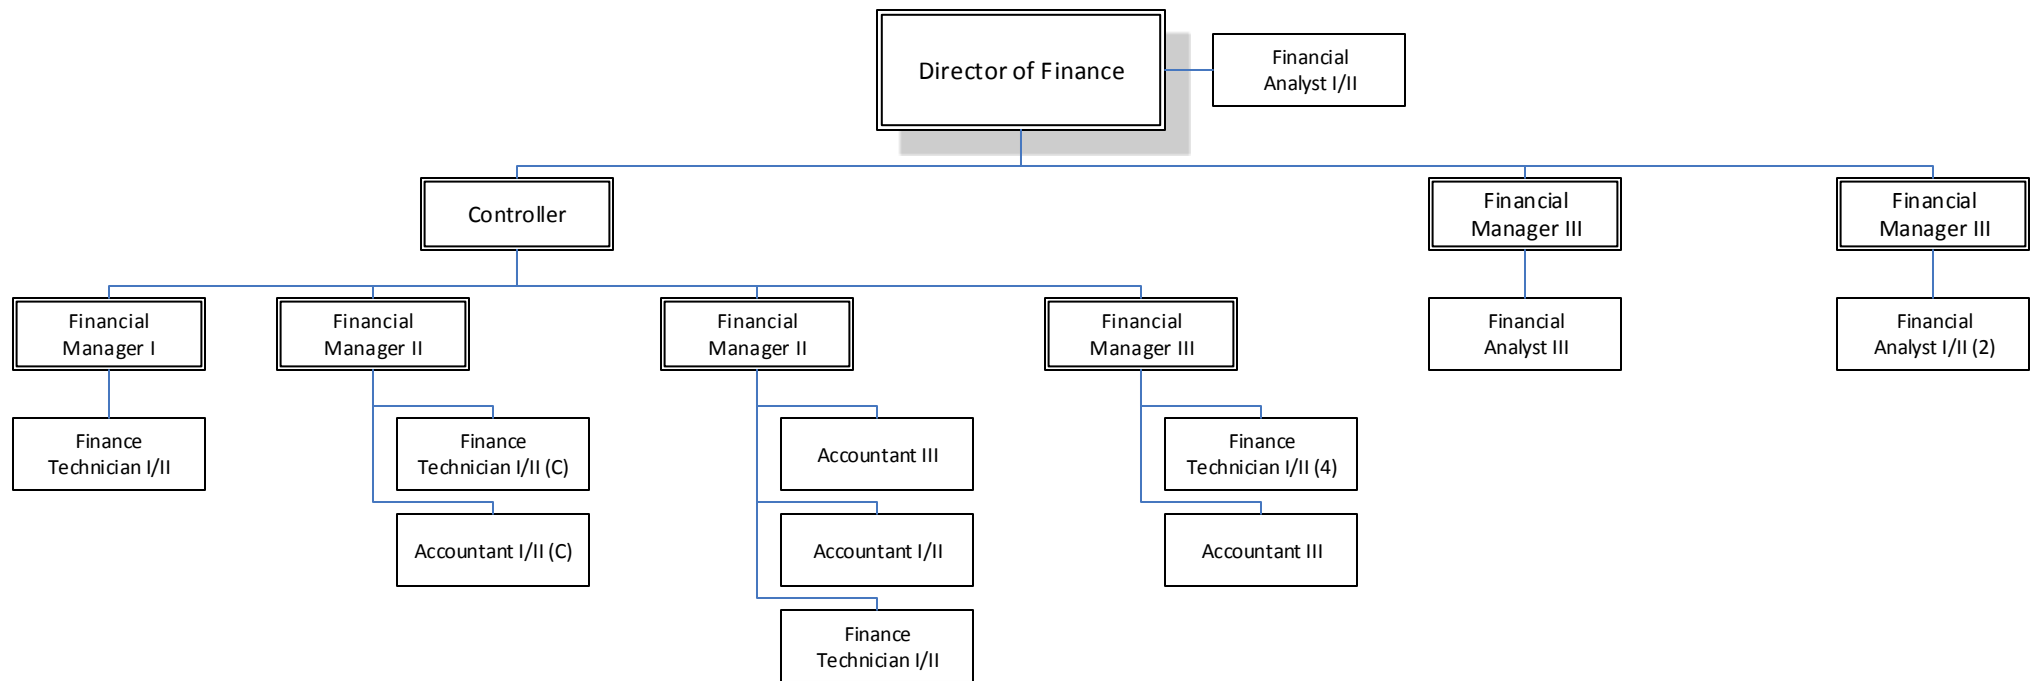 Director of Finance
Financial
Analyst I/II
Controller
Financial
Manager III
Financial
Manager III
Financial
Manager I
Financial
Manager II
Financial
Manager II
Financial
Manager III
Financial
Analyst III
Financial
Analyst I/II (2)
Finance
Technician I/II
Finance
Technician I/II (C)
Accountant III
Finance
Technician I/II (4)
Accountant I/II (C)
Accountant I/II
Accountant III
Finance
Technician I/II